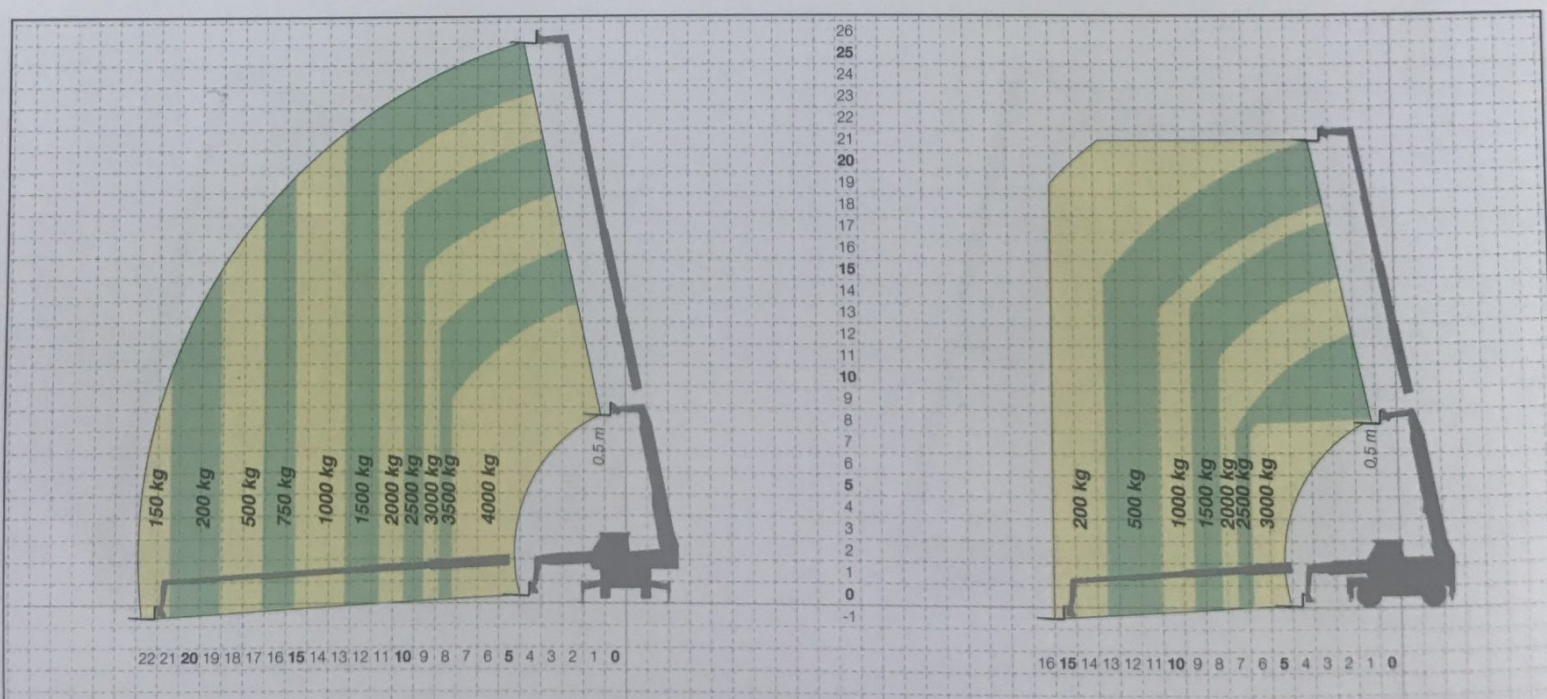 26
25
24
23
22
21
20
19
18
17
16
15
14
13
12
11
10
9
8
7
6
5
4
3
2
1
0
-1
150 kg
200 kg
500 kg
750 kg
1000 kg
1500 kg
2000 kg
2500 kg
3000 kg
3500 kg
4000 kg
0,5 m
22 21 20 19 18 17 16 15 14 13 12 11 10 9 8 7 6 5 4 3 2 1 0
200 kg
500 kg
1000 kg
1500 kg
2000 kg
2500 kg
3000 kg
0,5 m
16 15 14 13 12 11 10 9 8 7 6 5 4 3 2 1 0